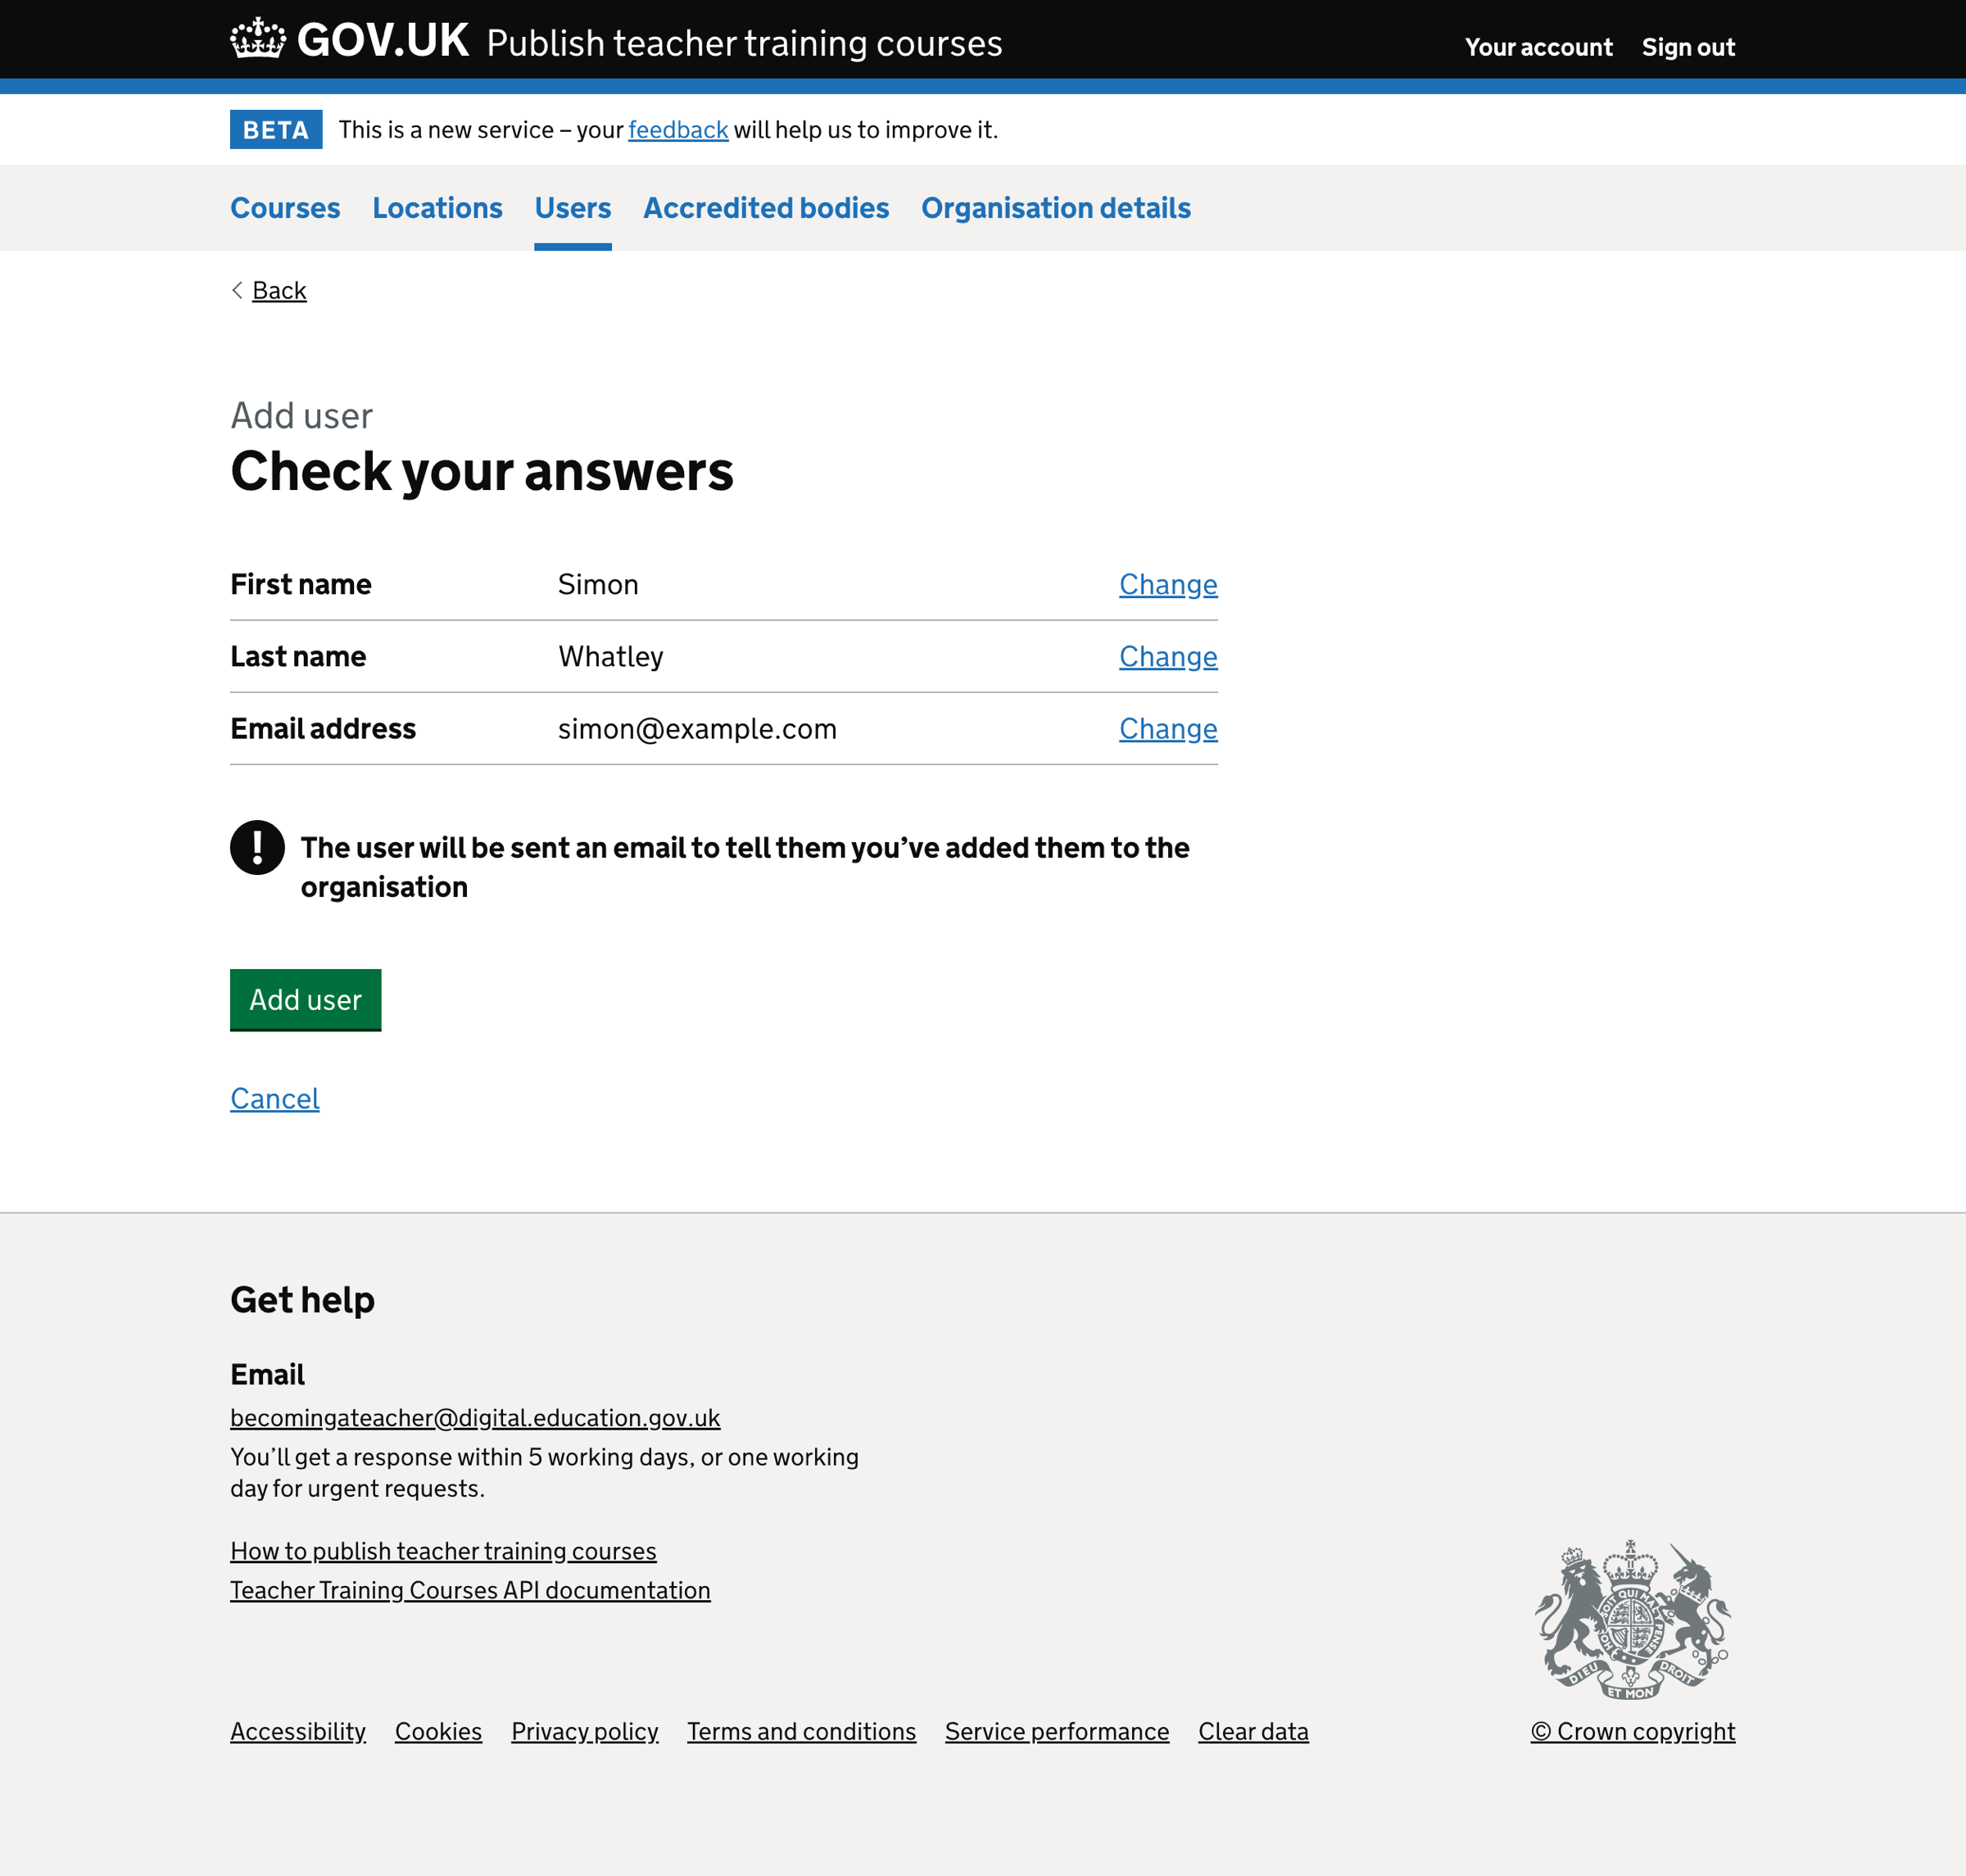 GOV.UK Publish teacher training courses
Your account Sign out
BETA This is a new service – your feedback will help us to improve it.
Courses Locations Users Accredited bodies Organisation details
Back
Add user
Check your answers
First name Simon Change
Last name Whatley Change
Email address simon@example.com Change
! The user will be sent an email to tell them you’ve added them to the
organisation
Add user
Cancel
Get help
Email
becomingateacher@digital.education.gov.uk
You’ll get a response within 5 working days, or one working
day for urgent requests.
How to publish teacher training courses
Teacher Training Courses API documentation
DIEU ET MON DROIT
Accessibility Cookies Privacy policy Terms and conditions Service performance Clear data
© Crown copyright